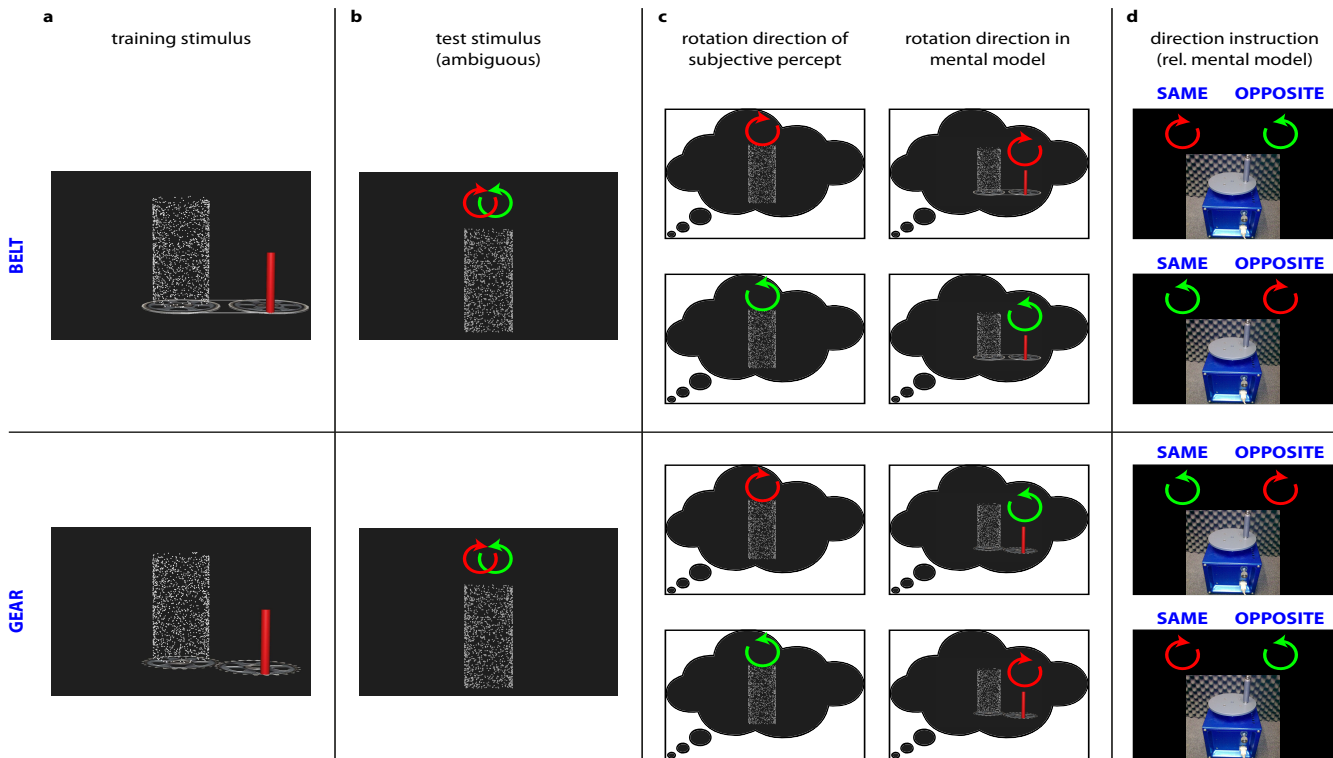 a
training stimulus
b
test stimulus
(ambiguous)
c
rotation direction of
subjective percept
rotation direction in
mental model
d
direction instruction
(rel. mental model)
BELT
SAME OPPOSITE
SAME OPPOSITE
GEAR
SAME OPPOSITE
SAME OPPOSITE